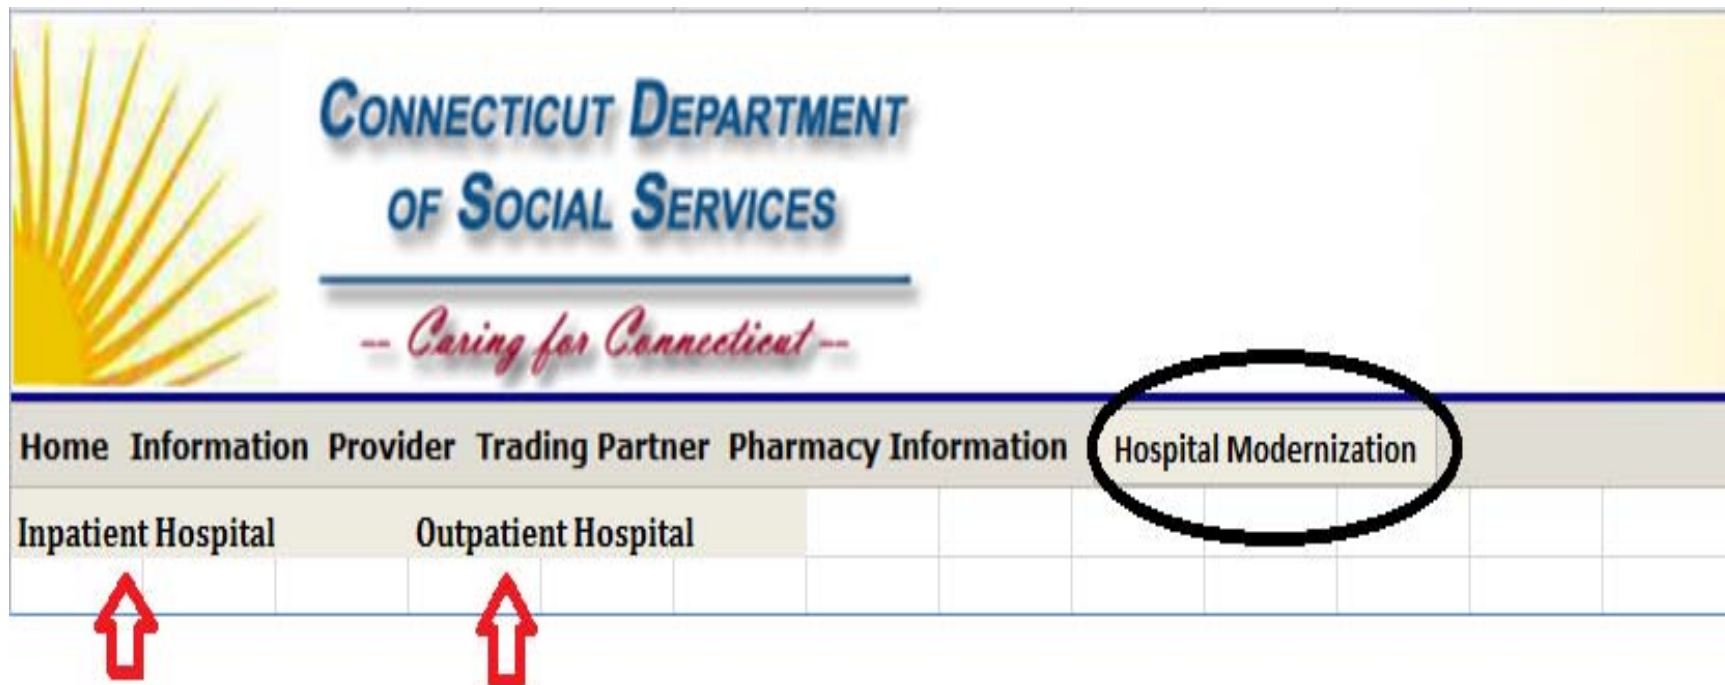 CONNECTICUT DEPARTMENT
OF SOCIAL SERVICES
-- Caring for Connecticut --
Home Information Provider Trading Partner Pharmacy Information Hospital Modernization
Inpatient Hospital Outpatient Hospital